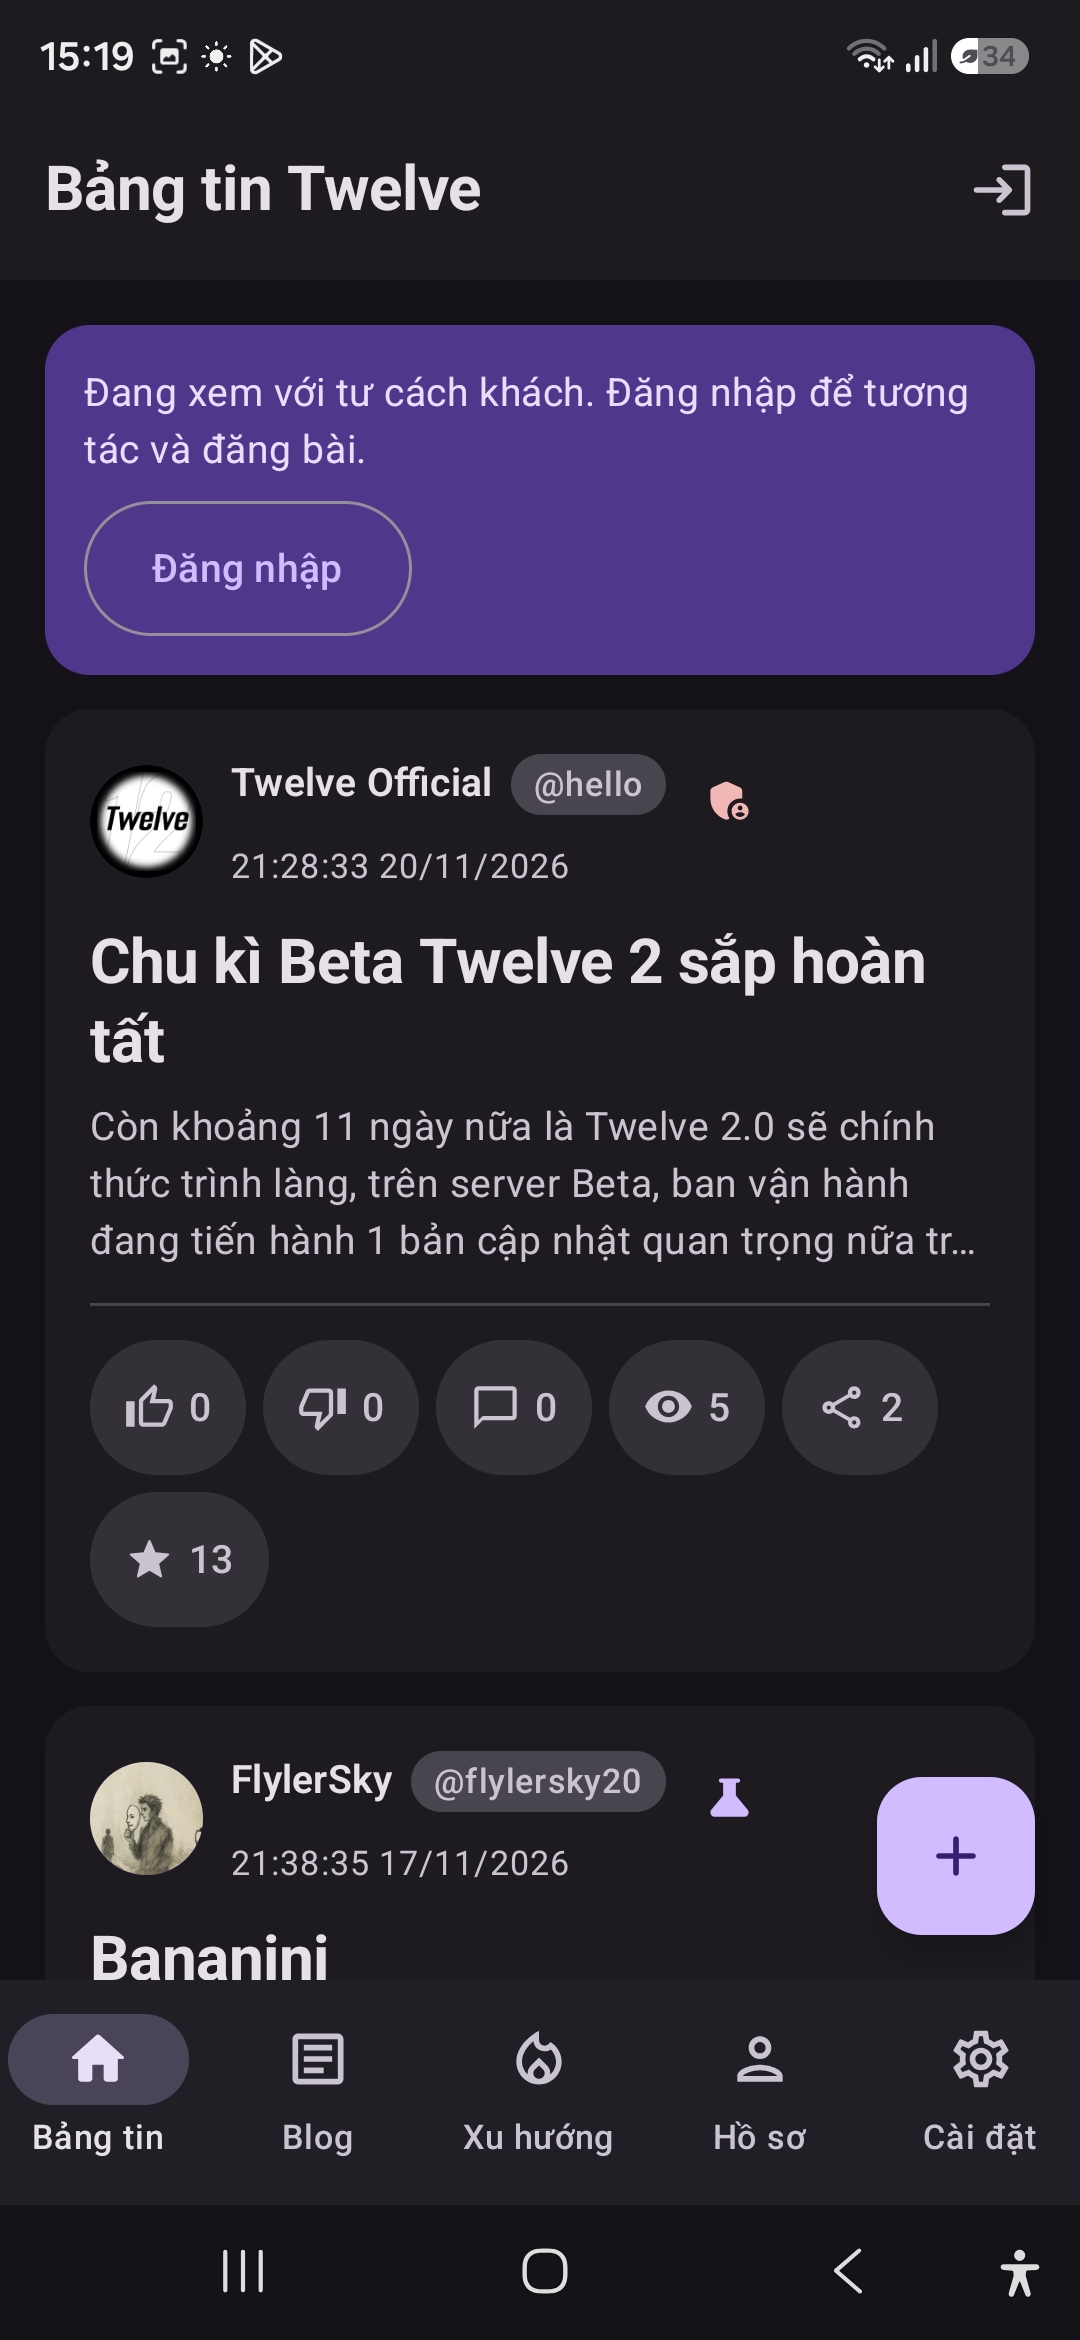 15:19
34
Bảng tin Twelve
Đang xem với tư cách khách. Đăng nhập để tương
tác và đăng bài.
Đăng nhập
Twelve
Twelve Official @hello
21:28:33 20/11/2026
Chu kì Beta Twelve 2 sắp hoàn
tất
Còn khoảng 11 ngày nữa là Twelve 2.0 sẽ chính
thức trình làng, trên server Beta, ban vận hành
đang tiến hành 1 bản cập nhật quan trọng nữa tr...
0 0 0 5 2
13
FlylerSky @flylersky20
21:38:35 17/11/2026
Bananini
Bảng tin Blog Xu hướng Hồ sơ Cài đặt